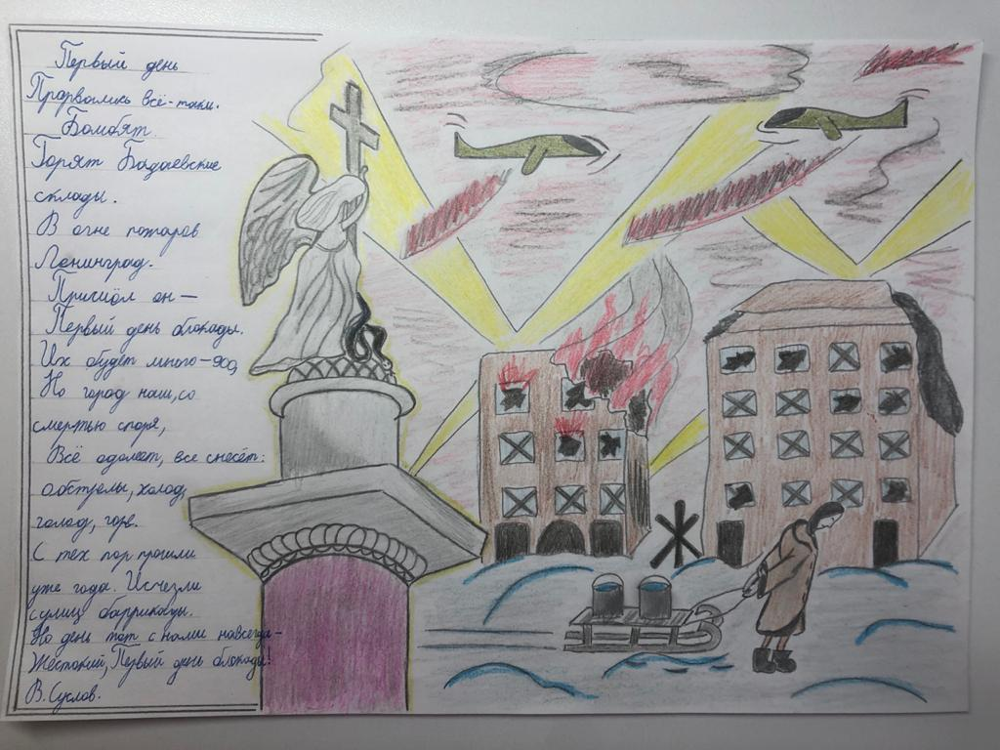 Первый день
Прорвались всё-таки.
Бомбят.
Горят Бадаевские
склады.
В огне пожаров
Ленинград.
Пришёл он—
Первый день блокады.
Их будет много—900,
Но город наш, со
смертью споря,
Всё одолеет, все снесёт:
обстрелы, холод,
голод, горе.
С тех пор прошли
уже года. Исчезли
с улиц баррикады.
Но день тот с нами навсегда-
Жестокий, Первый день блокады!
В. Суслов.